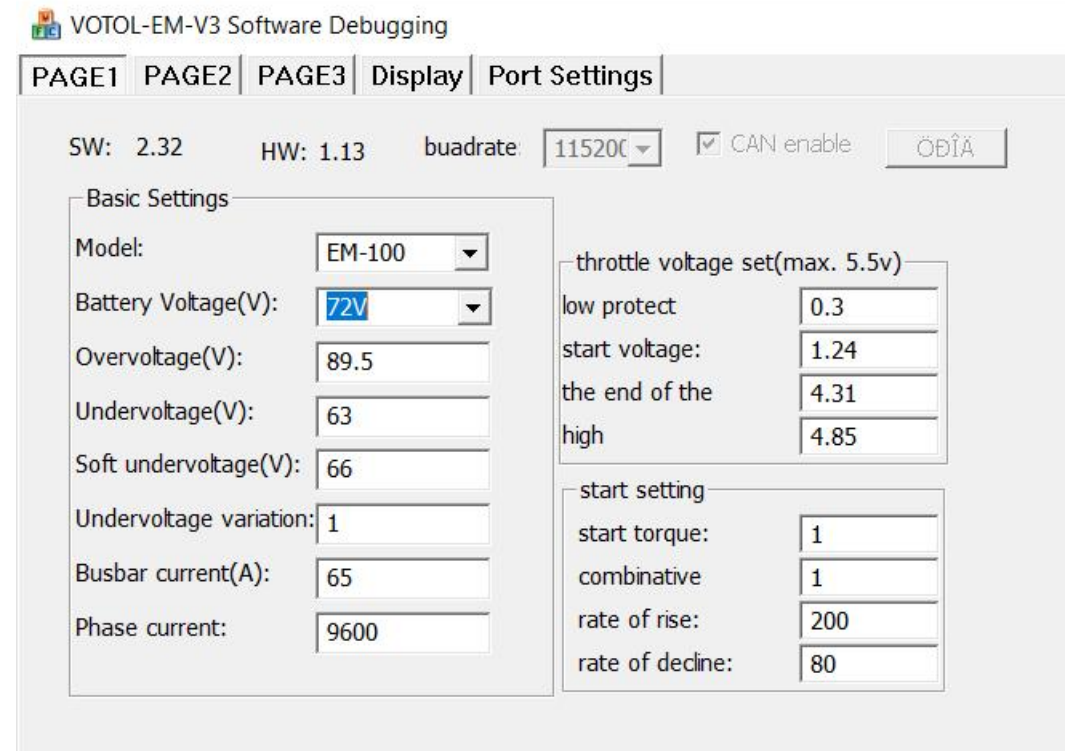 VOTOL-EM-V3 Software Debugging
PAGE1 PAGE2 PAGE3 Display Port Settings
SW: 2.32 HW: 1.13 buadrate: 11520( CAN enable ÖÐÎÄ
Basic Settings
Model: EM-100
Battery Voltage(V): 72V
Overvoltage(V): 89.5
Undervoltage(V): 63
Soft undervoltage(V): 66
Undervoltage variation: 1
Busbar current(A): 65
Phase current: 9600
throttle voltage set(max. 5.5v)
low protect 0.3
start voltage: 1.24
the end of the 4.31
high 4.85
start setting
start torque: 1
combinative 1
rate of rise: 200
rate of decline: 80